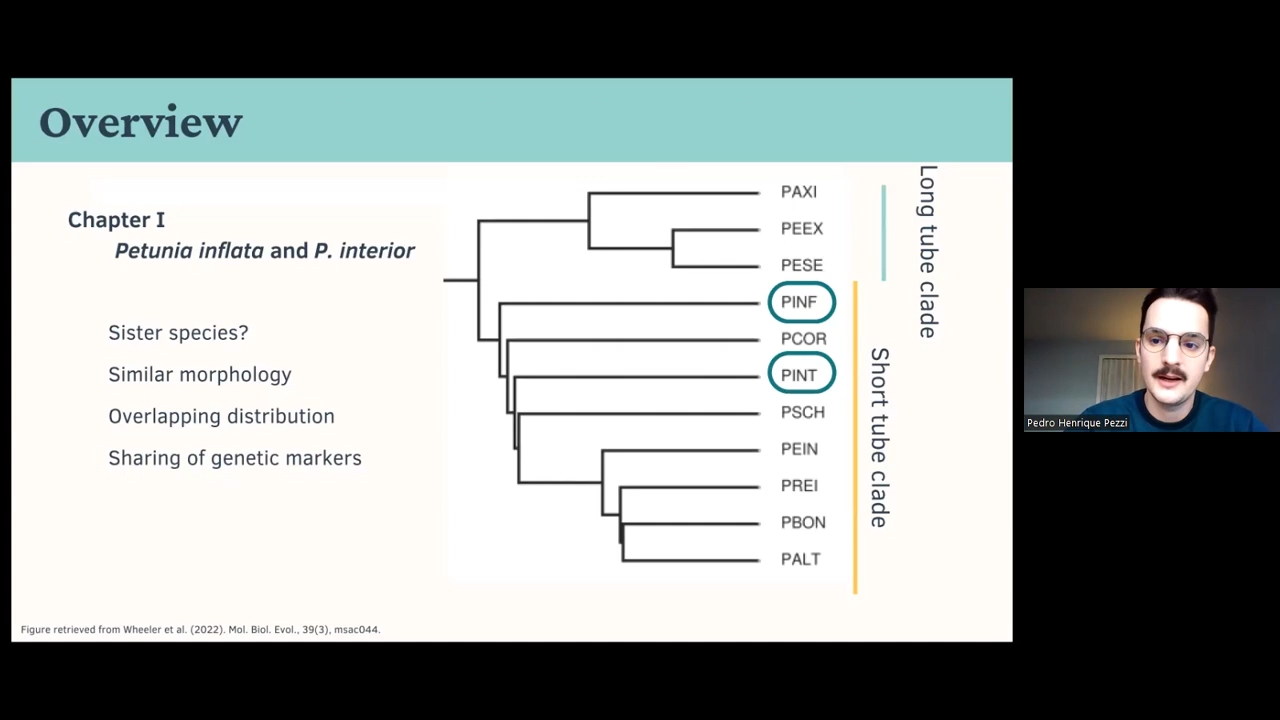 Overview
Chapter I
Petunia inflata and P. interior
Sister species?
Similar morphology
Overlapping distribution
Sharing of genetic markers
PAXI
PEEX
PESE
PINF
PCOR
PINT
PSCH
PEIN
PREI
PBON
PALT
Long tube clade
Short tube clade
Figure retrieved from Wheeler et al. (2022). Mol. Biol. Evol., 39(3), msac044.
Pedro Henrique Pezzi